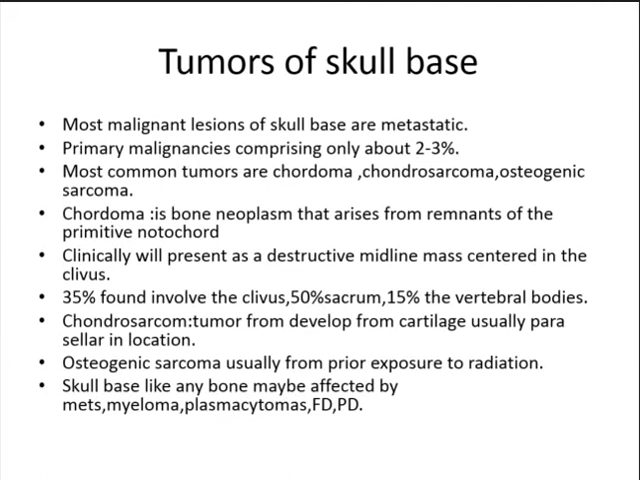 Tumors of skull base
• Most malignant lesions of skull base are metastatic.
• Primary malignancies comprising only about 2-3%.
• Most common tumors are chordoma ,chondrosarcoma,osteogenic
sarcoma.
• Chordoma :is bone neoplasm that arises from remnants of the
primitive notochord
• Clinically will present as a destructive midline mass centered in the
clivus.
• 35% found involve the clivus,50%sacrum,15% the vertebral bodies.
• Chondrosarcom:tumor from develop from cartilage usually para
sellar in location.
• Osteogenic sarcoma usually from prior exposure to radiation.
• Skull base like any bone maybe affected by
mets,myeloma,plasmacytomas,FD,PD.